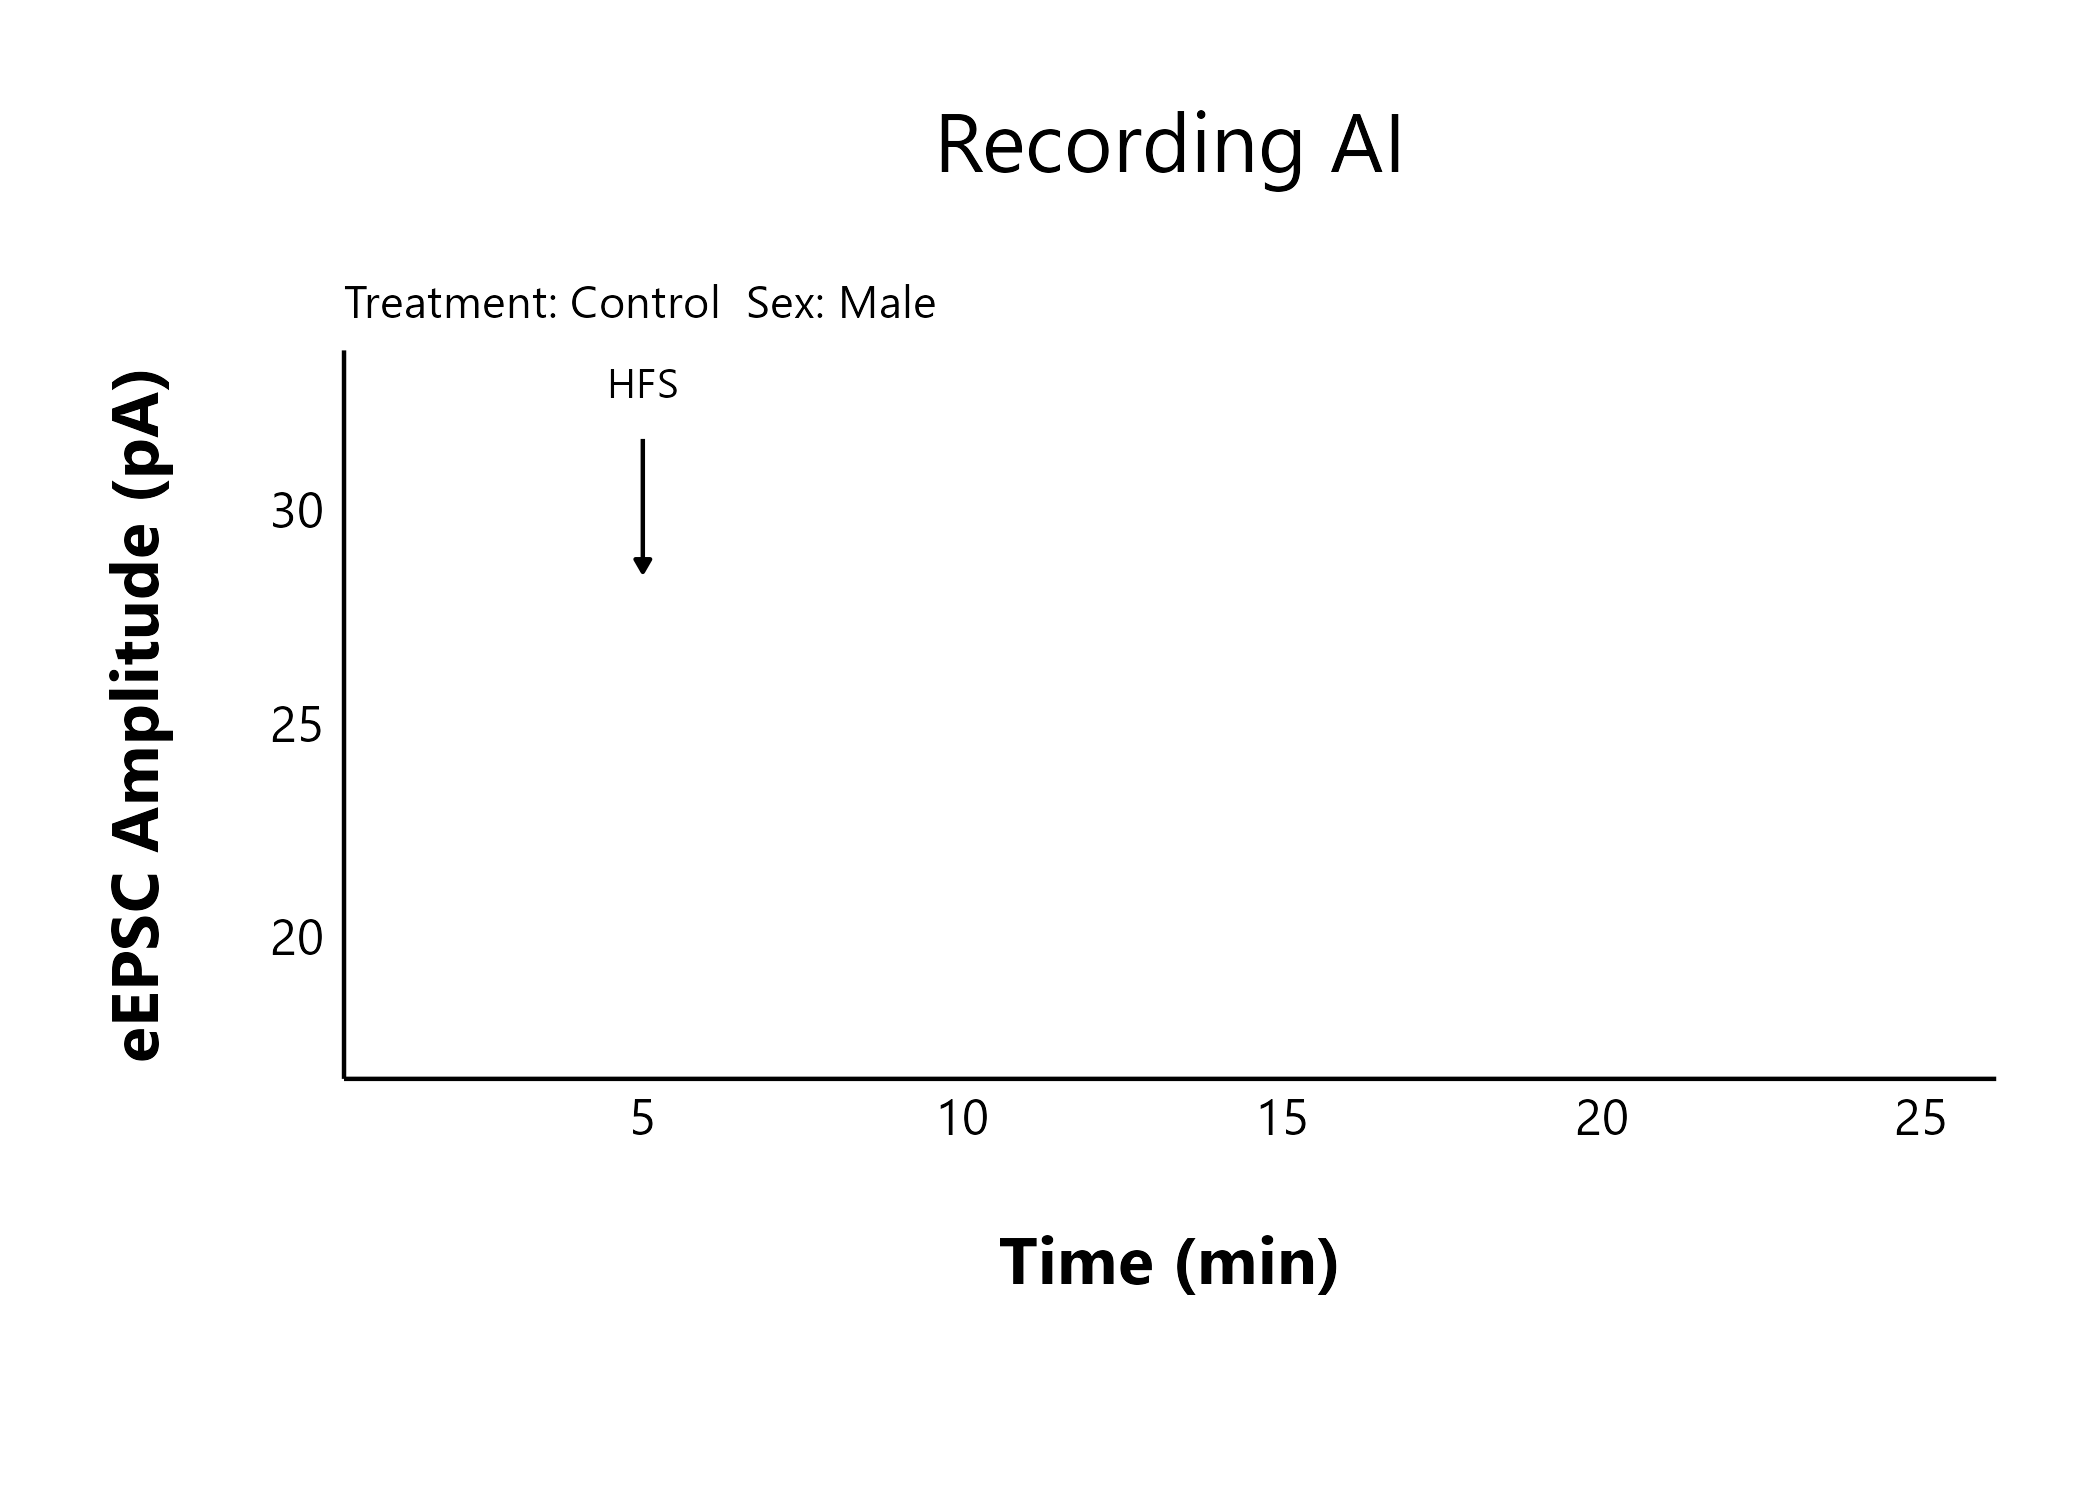 Recording AI
Treatment: Control  Sex: Male
HFS
eEPSC Amplitude (pA)
30
25
20
5 10 15 20 25
Time (min)